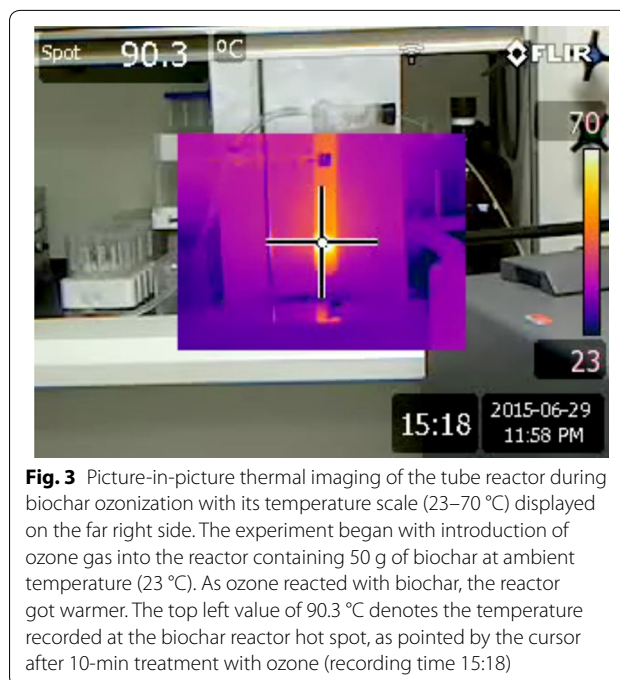 Spot 90.3 °C
FLIR
70
23
15:18
2015-06-29
11:58 PM
Fig. 3 Picture-in-picture thermal imaging of the tube reactor during
biochar ozonization with its temperature scale (23–70 °C) displayed
on the far right side. The experiment began with introduction of
ozone gas into the reactor containing 50 g of biochar at ambient
temperature (23 °C). As ozone reacted with biochar, the reactor
got warmer. The top left value of 90.3 °C denotes the temperature
recorded at the biochar reactor hot spot, as pointed by the cursor
after 10-min treatment with ozone (recording time 15:18)